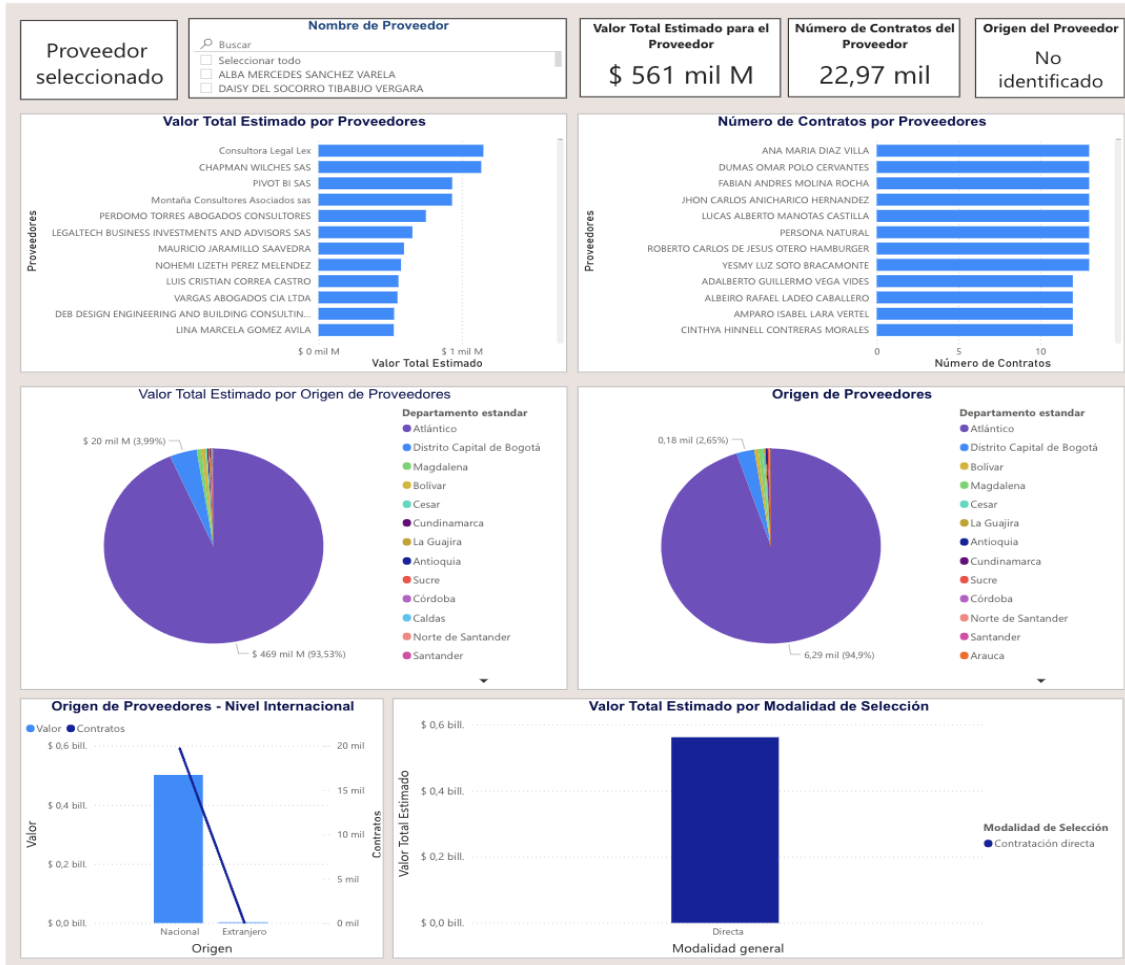 Proveedor
seleccionado
Nombre de Proveedor
Buscar
Seleccionar todo
ALBA MERCEDES SANCHEZ VARELA
DAISY DEL SOCORRO TIBABIJO VERGARA
Valor Total Estimado para el
Proveedor
$ 561 mil M
Número de Contratos del
Proveedor
22,97 mil
Origen del Proveedor
No
identificado
Valor Total Estimado por Proveedores
Proveedores
Consultora Legal Lex
CHAPMAN WILCHES SAS
PIVOT BI SAS
Montaña Consultores Asociados sas
PERDOMO TORRES ABOGADOS CONSULTORES
LEGALTECH BUSINESS INVESTMENTS AND ADVISORS SAS
MAURICIO JARAMILLO SAAVEDRA
NOHEMI LIZETH PEREZ MELENDEZ
LUIS CRISTIAN CORREA CASTRO
VARGAS ABOGADOS CIA LTDA
DEB DESIGN ENGINEERING AND BUILDING CONSULTIN...
LINA MARCELA GOMEZ AVILA
$ 0 mil M $ 1 mil M
Valor Total Estimado
Número de Contratos por Proveedores
Proveedores
ANA MARIA DIAZ VILLA
DUMAS OMAR POLO CERVANTES
FABIAN ANDRES MOLINA ROCHA
JHON CARLOS ANICHARICO HERNANDEZ
LUCAS ALBERTO MANOTAS CASTILLA
PERSONA NATURAL
ROBERTO CARLOS DE JESUS OTERO HAMBURGER
YESMY LUZ SOTO BRACAMONTE
ADALBERTO GUILLERMO VEGA VIDES
ALBEIRO RAFAEL LADEO CABALLERO
AMPARO ISABEL LARA VERTEL
CINTHYA HINNELL CONTRERAS MORALES
0 5 10
Número de Contratos
Valor Total Estimado por Origen de Proveedores
$ 20 mil M (3,99%)
$ 469 mil M (93,53%)
Departamento estandar
Atlántico
Distrito Capital de Bogotá
Magdalena
Bolívar
Cesar
Cundinamarca
La Guajira
Antioquia
Sucre
Córdoba
Caldas
Norte de Santander
Santander
Origen de Proveedores
0,18 mil (2,65%)
6,29 mil (94,9%)
Departamento estandar
Atlántico
Distrito Capital de Bogotá
Bolívar
Magdalena
Cesar
La Guajira
Antioquia
Cundinamarca
Sucre
Córdoba
Norte de Santander
Santander
Arauca
Origen de Proveedores - Nivel Internacional
Valor Contratos
Valor
$ 0,6 bill.
$ 0,4 bill.
$ 0,2 bill.
$ 0,0 bill.
20 mil
15 mil
10 mil
5 mil
0 mil
Contratos
Nacional Extranjero
Origen
Valor Total Estimado por Modalidad de Selección
Valor Total Estimado
$ 0,6 bill.
$ 0,4 bill.
$ 0,2 bill.
$ 0,0 bill.
Directa
Modalidad general
Modalidad de Selección
Contratación directa